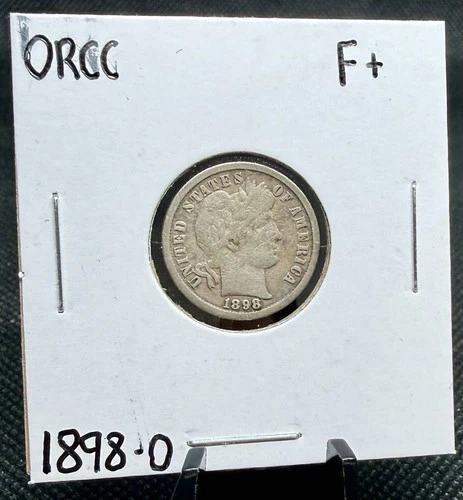 ORCC
F+
UNITED STATES OF AMERICA
1898
1898-O